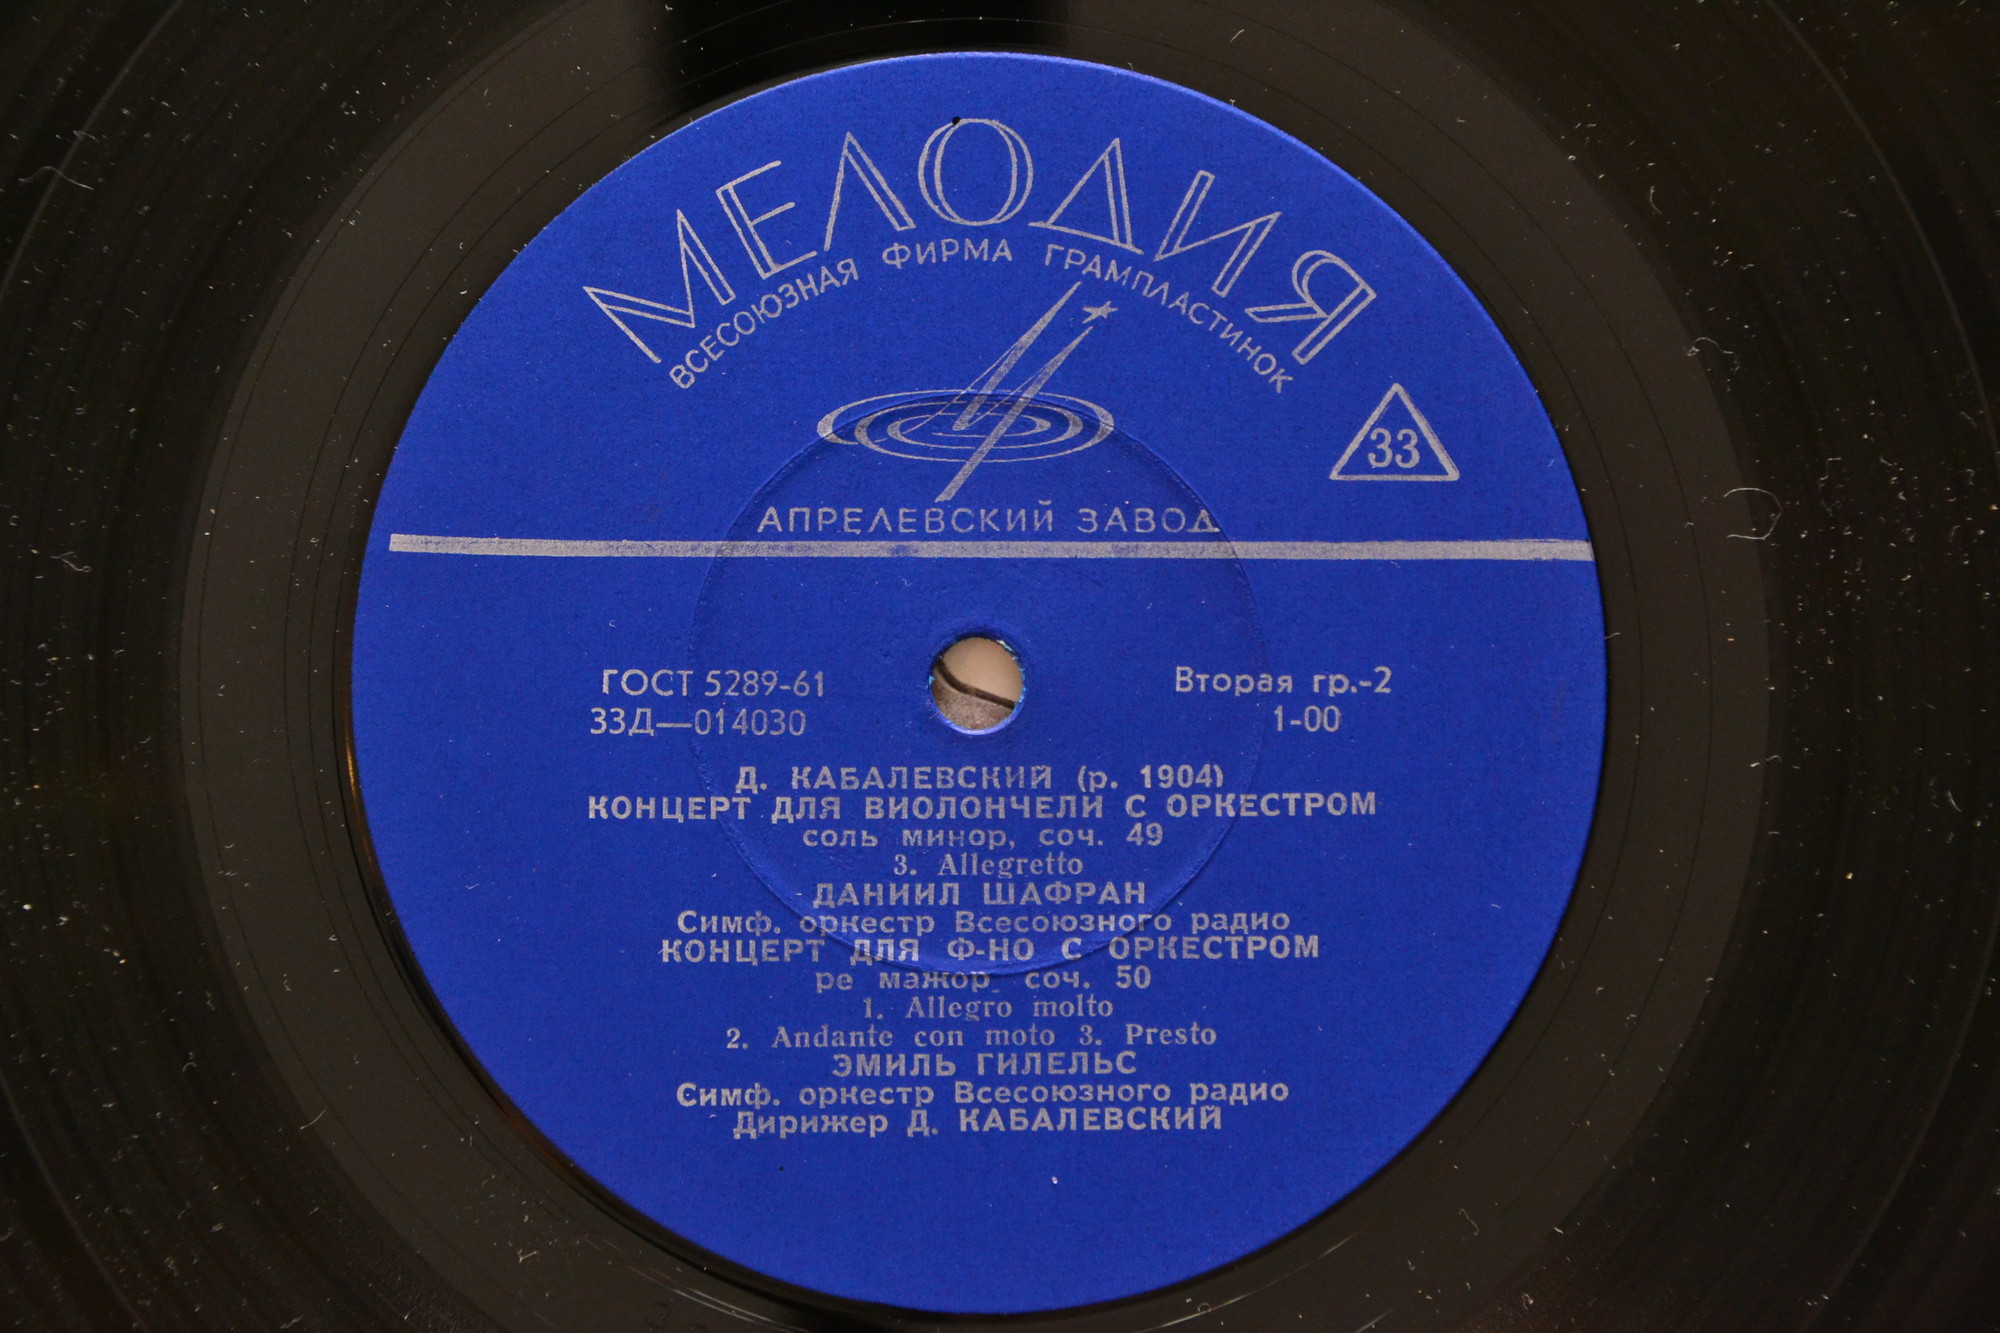 МЕЛОДИЯ
ВСЕСОЮЗНАЯ ФИРМА ГРАМПЛАСТИНОК
33
АПРЕЛЕВСКИЙ ЗАВОД
ГОСТ 5289-61
33Д—014030
Вторая гр.-2
1-00
Д. КАБАЛЕВСКИЙ (р. 1904)
КОНЦЕРТ ДЛЯ ВИОЛОНЧЕЛИ С ОРКЕСТРОМ
соль минор, соч. 49
3. Allegretto
ДАНИИЛ ШАФРАН
Симф. оркестр Всесоюзного радио
КОНЦЕРТ ДЛЯ Ф-НО С ОРКЕСТРОМ
ре мажор, соч. 50
1. Allegro molto
2. Andante con moto 3. Presto
ЭМИЛЬ ГИЛЕЛЬС
Симф. оркестр Всесоюзного радио
Дирижер Д. КАБАЛЕВСКИЙ